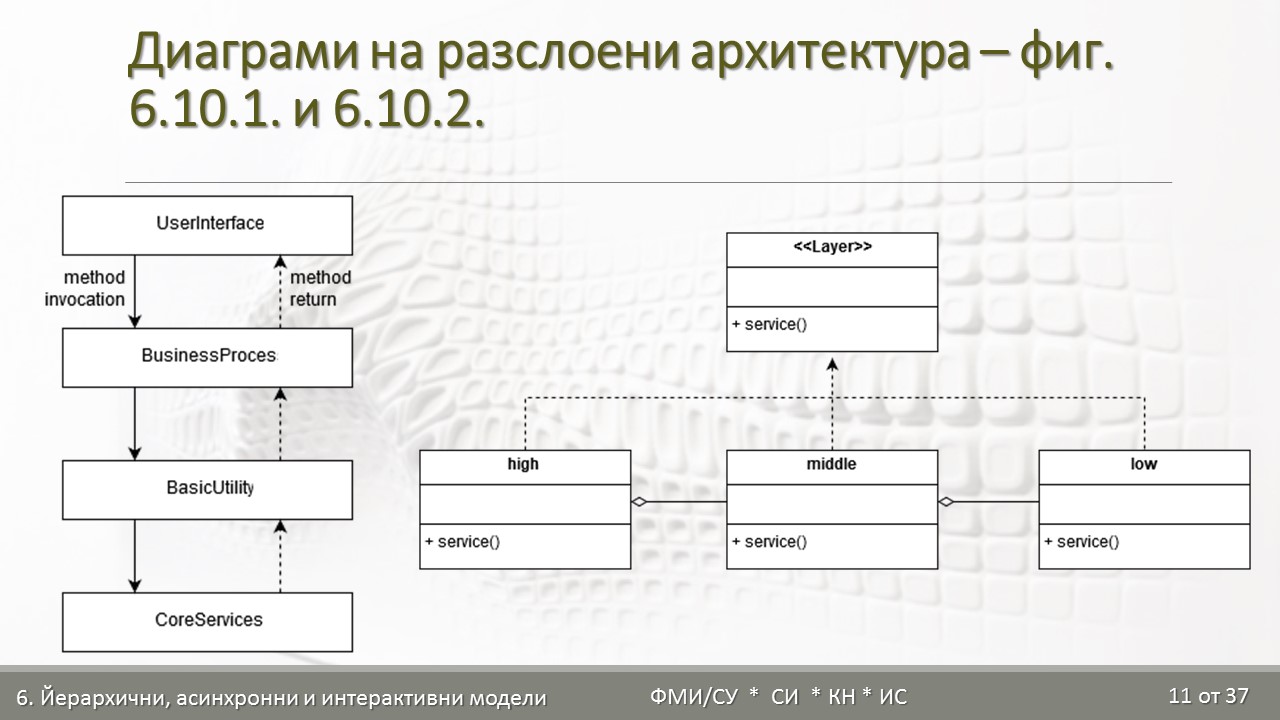 Диаграми на разслоени архитектура – фиг.
6.10.1. и 6.10.2.
UserInterface
method
invocation
method
return
BusinessProces
BasicUtility
CoreServices
<<Layer>>
+ service()
high
+ service()
middle
+ service()
low
+ service()
6. Йерархични, асинхронни и интерактивни модели
ФМИ/СУ * СИ * КН * ИС
11 от 37